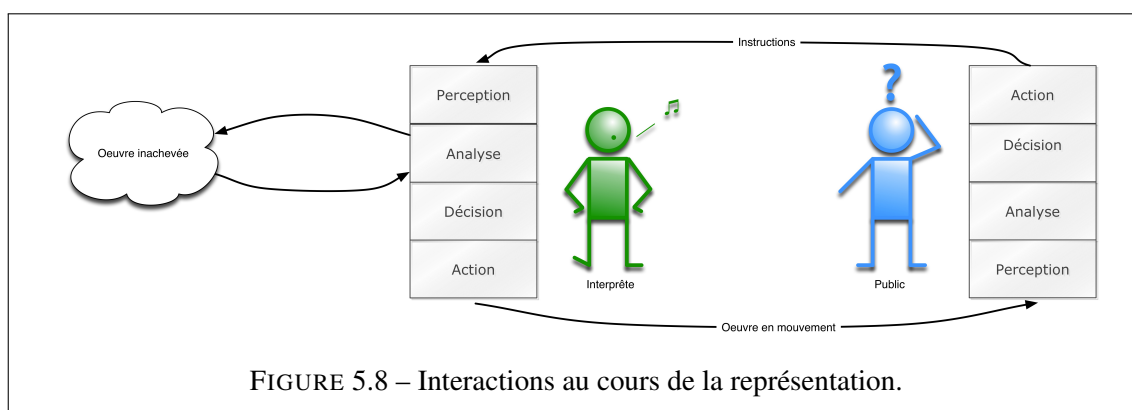 Instructions
Perception
Analyse
Décision
Action
Oeuvre inachevée
Interprête
?
Public
Action
Décision
Analyse
Perception
Oeuvre en mouvement
FIGURE 5.8 – Interactions au cours de la représentation.